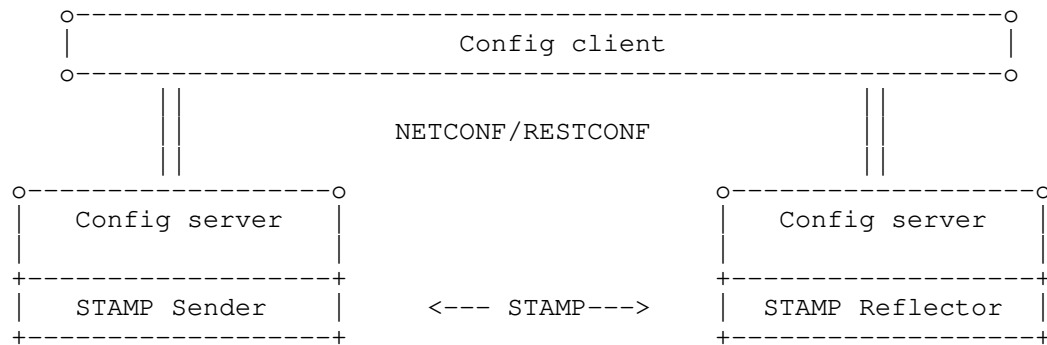 Config client
NETCONF/RESTCONF
Config server Config server
STAMP Sender <--- STAMP---> STAMP Reflector